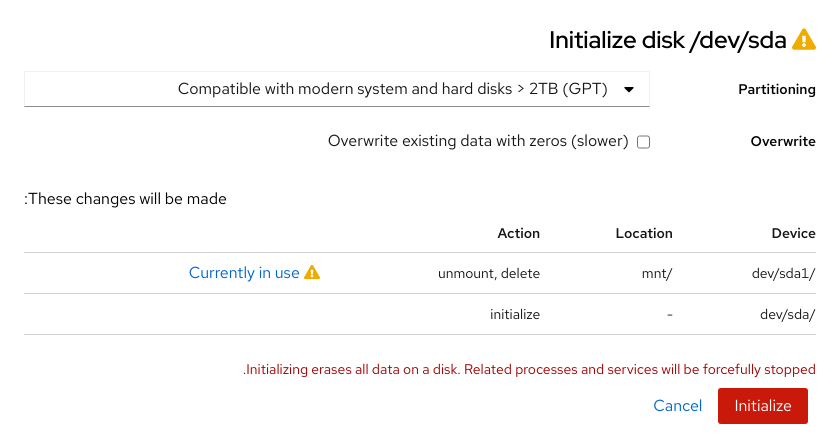 Initialize disk /dev/sda
Partitioning
Compatible with modern system and hard disks > 2TB (GPT)
Overwrite
Overwrite existing data with zeros (slower)
:These changes will be made
Device Location Action
dev/sda1/ mnt/ unmount, delete Currently in use
dev/sda/ - initialize
.Initializing erases all data on a disk. Related processes and services will be forcefully stopped
Initialize Cancel